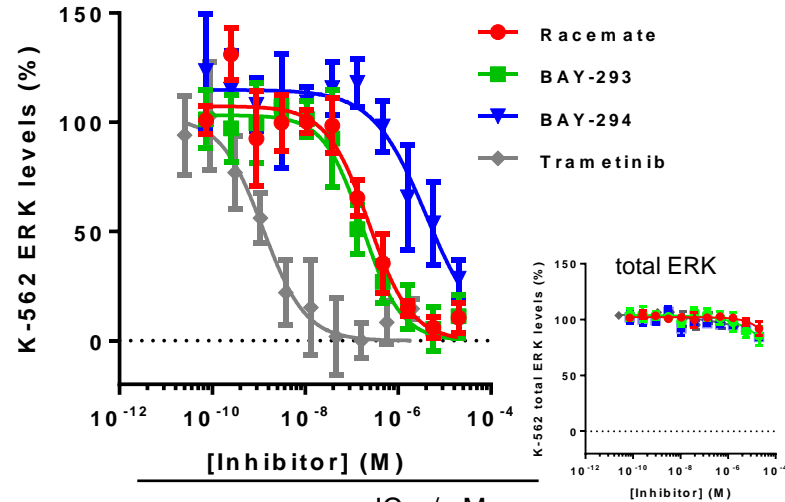 150
100
50
0
K-562 ERK levels (%)
10-12
10-10
10-8
10-6
10-4
[Inhibitor] (M)
Racemate
BAY-293
BAY-294
Trametinib
total ERK
150
100
50
0
K-562 total ERK levels (%)
10-12
10-10
10-8
10-6
10-4
[Inhibitor] (M)